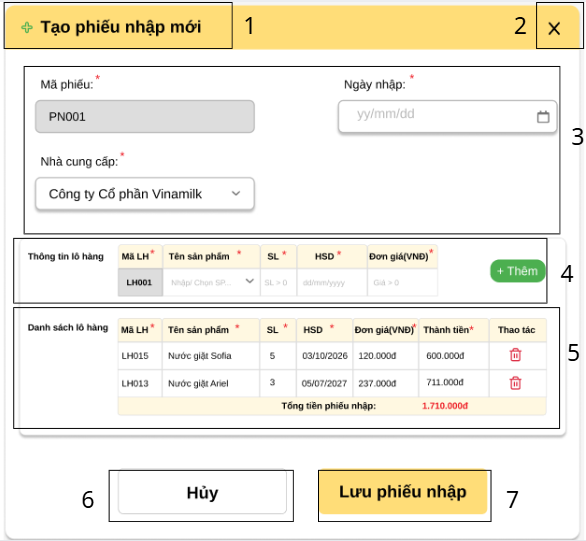 Tạo phiếu nhập mới 1 2 X
Mã phiếu: * Ngày nhập: *
PN001 yy/mm/dd
3
Nhà cung cấp: *
Công ty Cổ phần Vinamilk
Thông tin lô hàng Mã LH * Tên sản phẩm * SL * HSD * Đơn giá(VNĐ) *
LH001 Nhập/ Chọn SP... SL > 0 dd/mm/yyyy Giá > 0 + Thêm 4
Danh sách lô hàng Mã LH * Tên sản phẩm * SL * HSD * Đơn giá(VNĐ) * Thành tiền * Thao tác
LH015 Nước giặt Sofia 5 03/10/2026 120.000đ 600.000đ 5
LH013 Nước giặt Ariel 3 05/07/2027 237.000đ 711.000đ
Tổng tiền phiếu nhập: 1.710.000đ
6 Hủy Lưu phiếu nhập 7